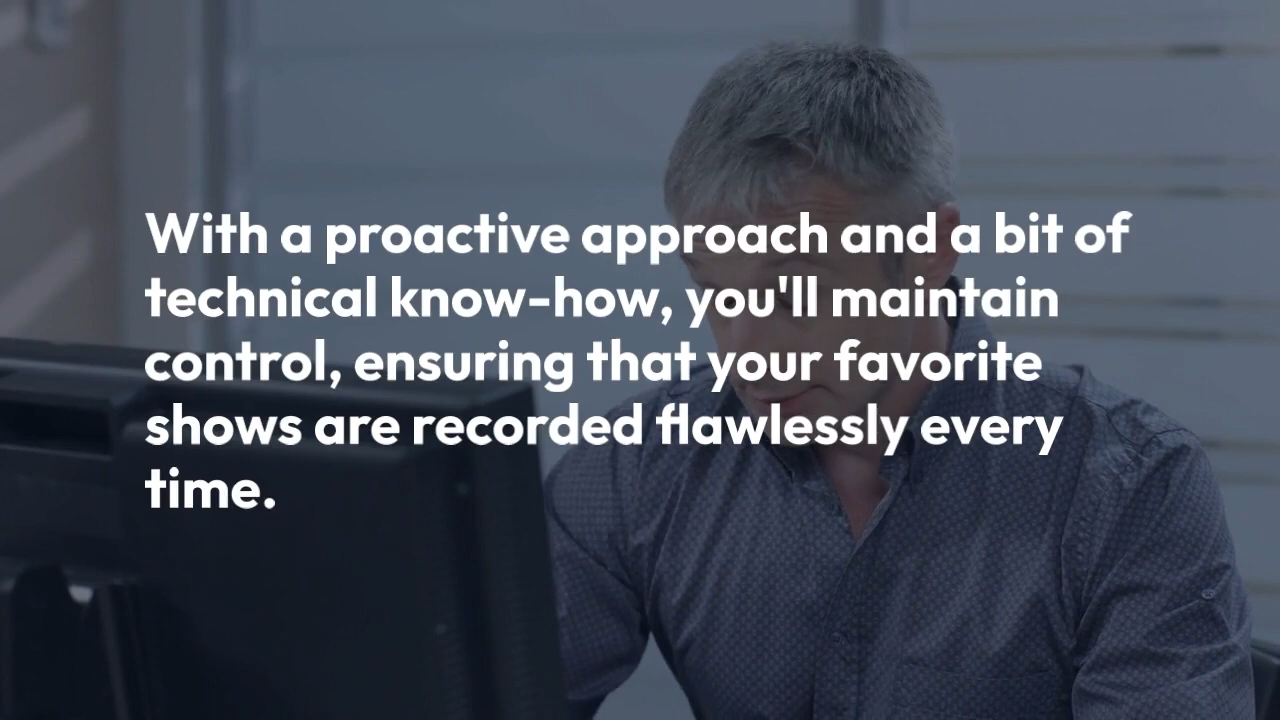 With a proactive approach and a bit of
technical know-how, you'll maintain
control, ensuring that your favorite
shows are recorded flawlessly every
time.